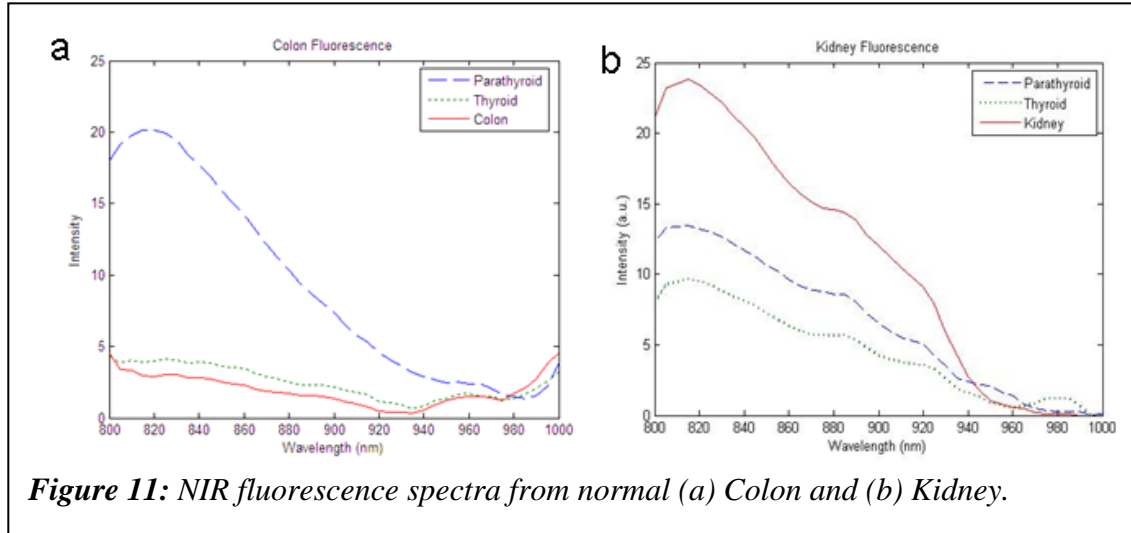 a
Colon Fluorescence
25
20
15
10
5
0
Intensity
Parathyroid
Thyroid
Colon
800 820 840 860 880 900 920 940 960 980 1000
Wavelength (nm)
b
Kidney Fluorescence
25
20
15
10
5
0
Intensity (a.u.)
Parathyroid
Thyroid
Kidney
800 820 840 860 880 900 920 940 960 980 1000
Wavelength (nm)
Figure 11: NIR fluorescence spectra from normal (a) Colon and (b) Kidney.